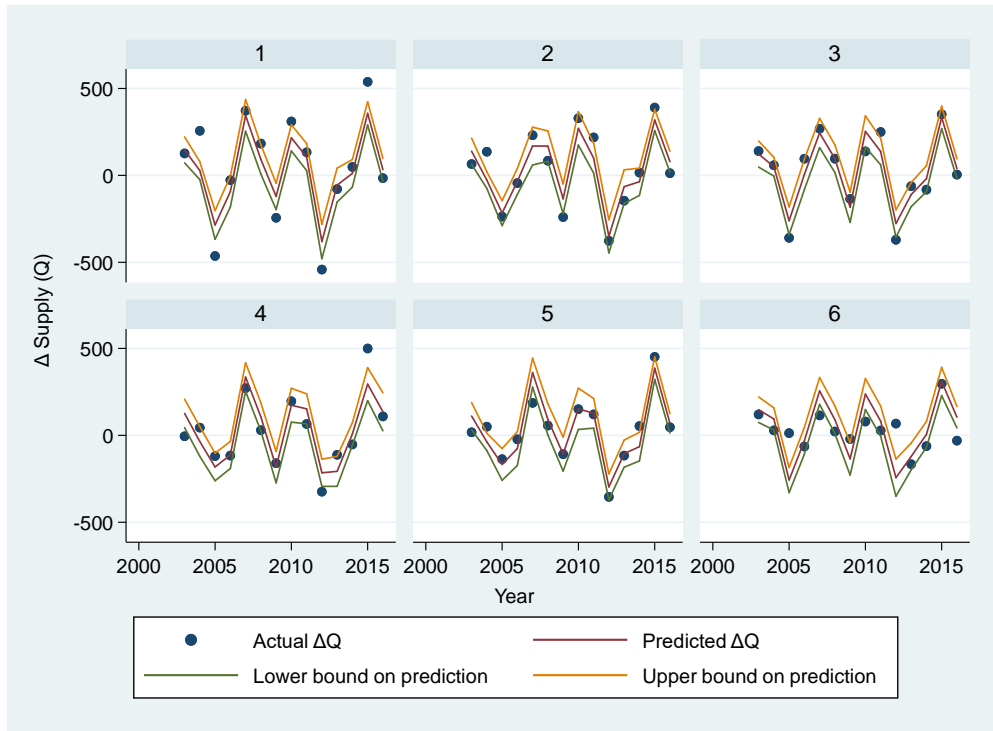 1
2
3
500
0
-500
4
5
6
500
0
-500
Δ Supply (Q)
2000 2005 2010 2015
2000 2005 2010 2015
2000 2005 2010 2015
Year
Actual ΔQ
Predicted ΔQ
Lower bound on prediction
Upper bound on prediction